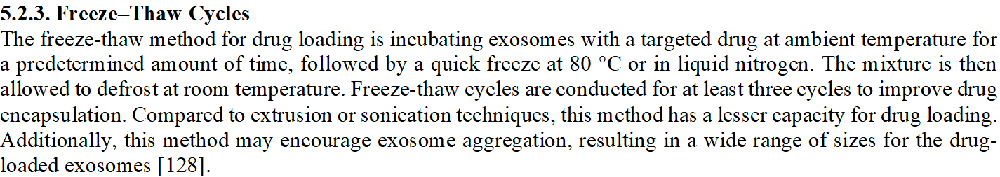 5.2.3. Freeze–Thaw Cycles
The freeze-thaw method for drug loading is incubating exosomes with a targeted drug at ambient temperature for
a predetermined amount of time, followed by a quick freeze at 80 °C or in liquid nitrogen. The mixture is then
allowed to defrost at room temperature. Freeze-thaw cycles are conducted for at least three cycles to improve drug
encapsulation. Compared to extrusion or sonication techniques, this method has a lesser capacity for drug loading.
Additionally, this method may encourage exosome aggregation, resulting in a wide range of sizes for the drug-
loaded exosomes [128].